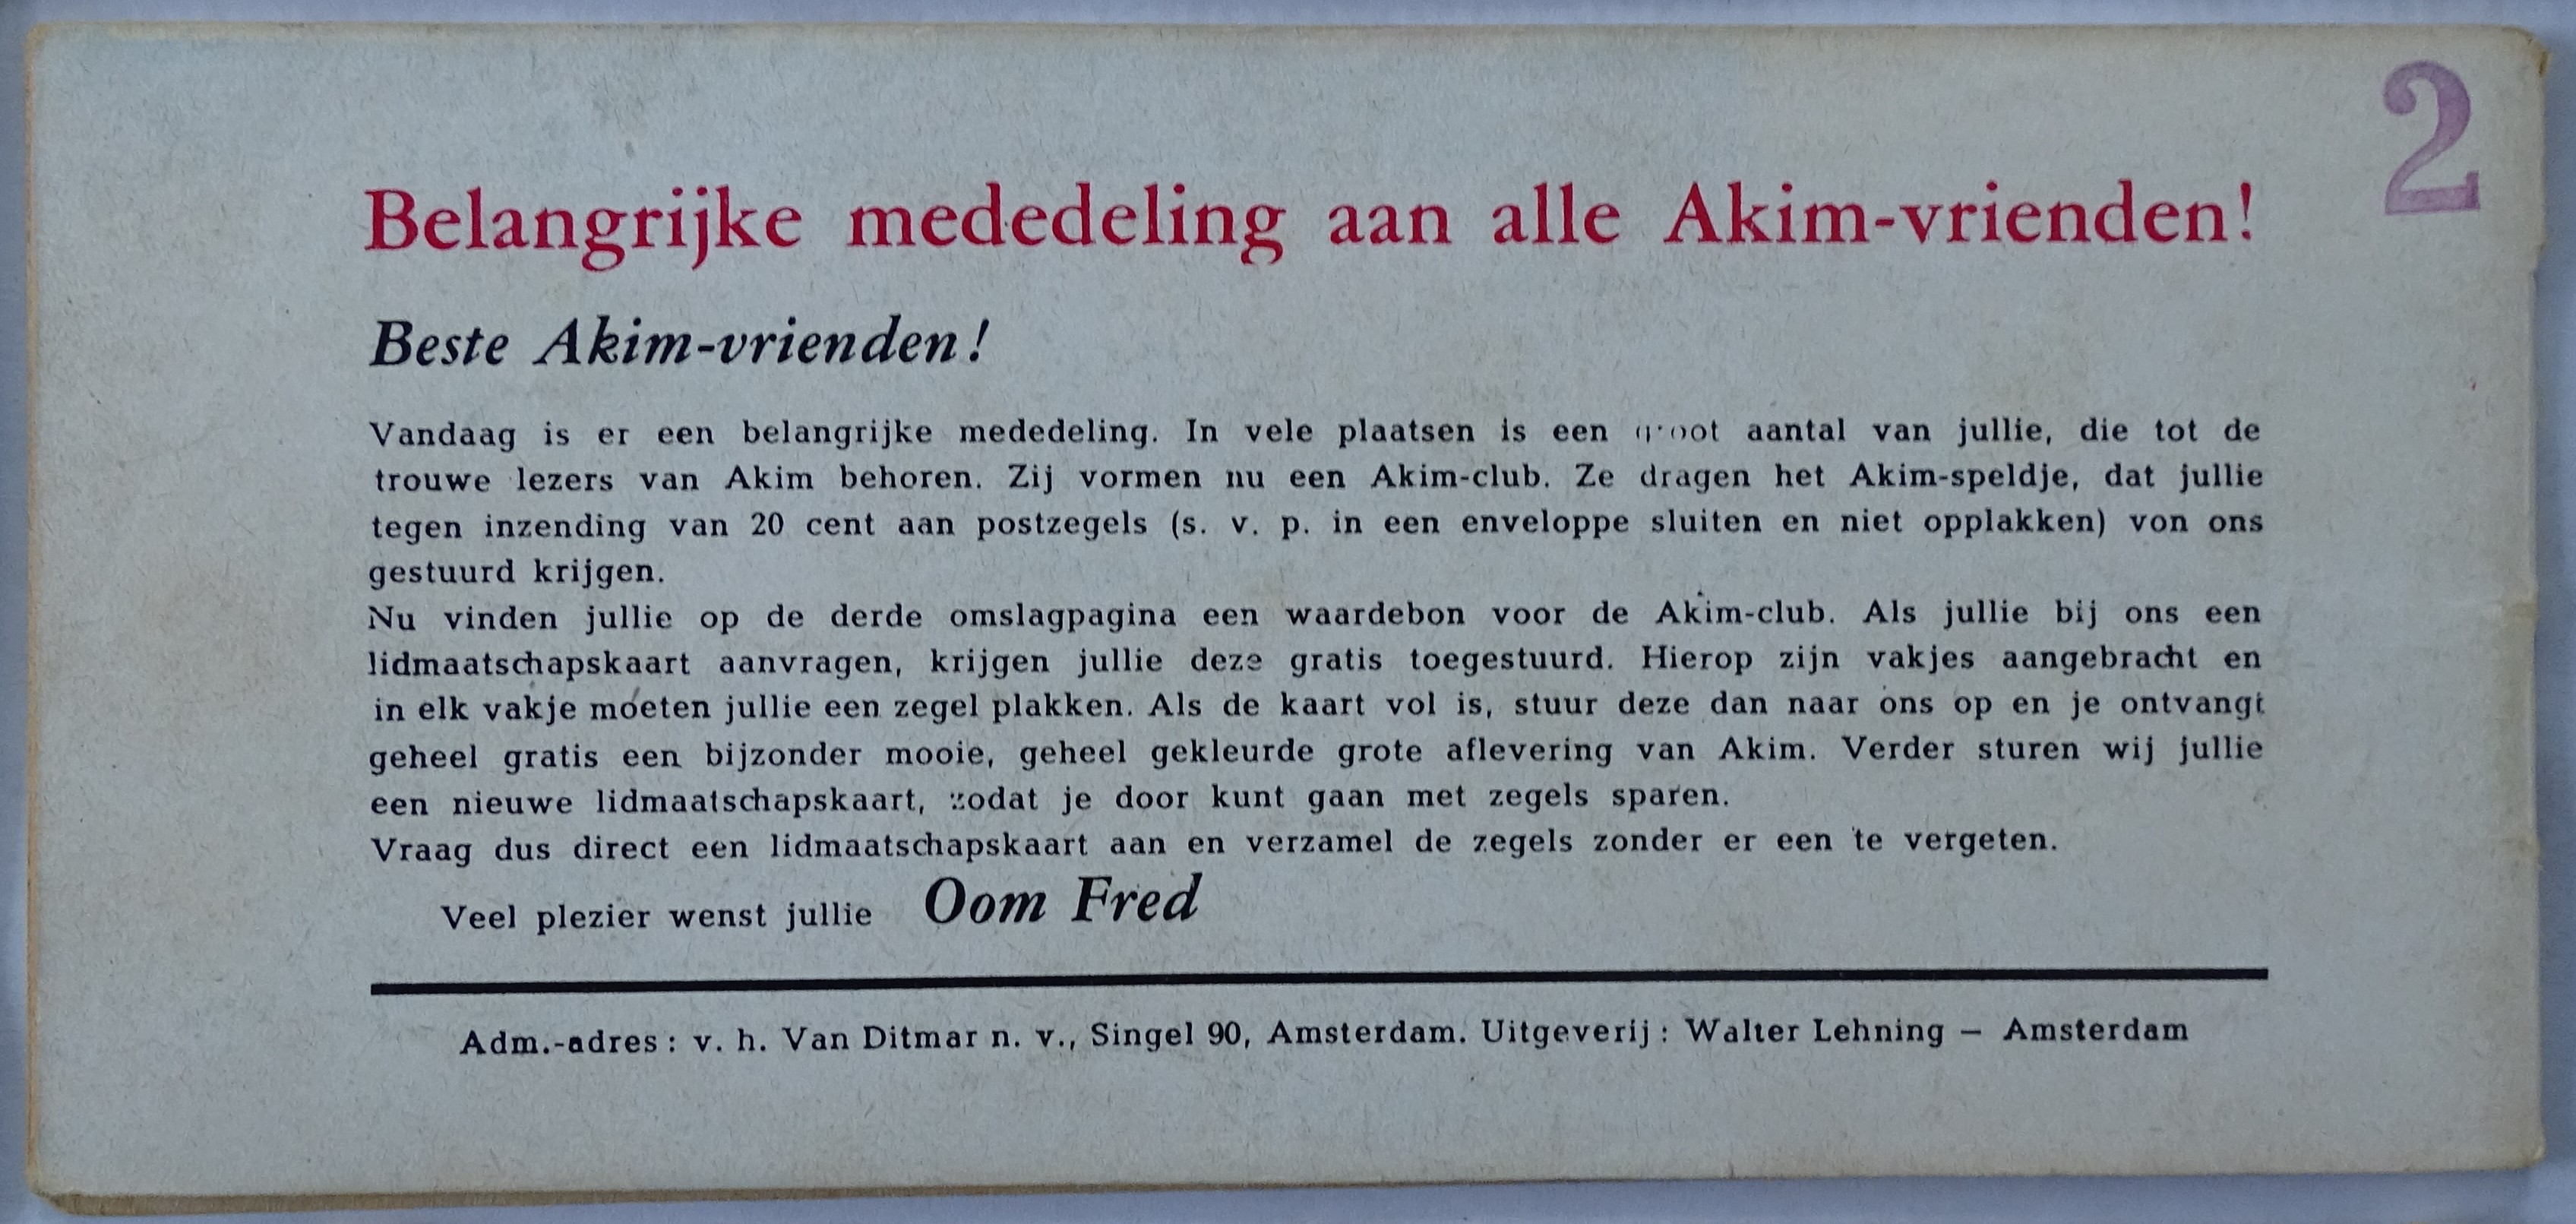 2
Belangrijke mededeling aan alle Akim-vrienden!
Beste Akim-vrienden!
Vandaag is er een belangrijke mededeling. In vele plaatsen is een groot aantal van jullie, die tot de
trouwe lezers van Akim behoren. Zij vormen nu een Akim-club. Ze dragen het Akim-speldje, dat jullie
tegen inzending van 20 cent aan postzegels (s. v. p. in een enveloppe sluiten en niet opplakken) von ons
gestuurd krijgen.
Nu vinden jullie op de derde omslagpagina een waardebon voor de Akim-club. Als jullie bij ons een
lidmaatschapskaart aanvragen, krijgen jullie deze gratis toegestuurd. Hierop zijn vakjes aangebracht en
in elk vakje moeten jullie een zegel plakken. Als de kaart vol is, stuur deze dan naar ons op en je ontvangt
geheel gratis een bijzonder mooie, geheel gekleurde grote aflevering van Akim. Verder sturen wij jullie
een nieuwe lidmaatschapskaart, zodat je door kunt gaan met zegels sparen.
Vraag dus direct een lidmaatschapskaart aan en verzamel de zegels zonder er een te vergeten.
Veel plezier wenst jullie Oom Fred
Adm.-adres: v. h. Van Ditmar n. v., Singel 90, Amsterdam. Uitgeverij: Walter Lehning — Amsterdam